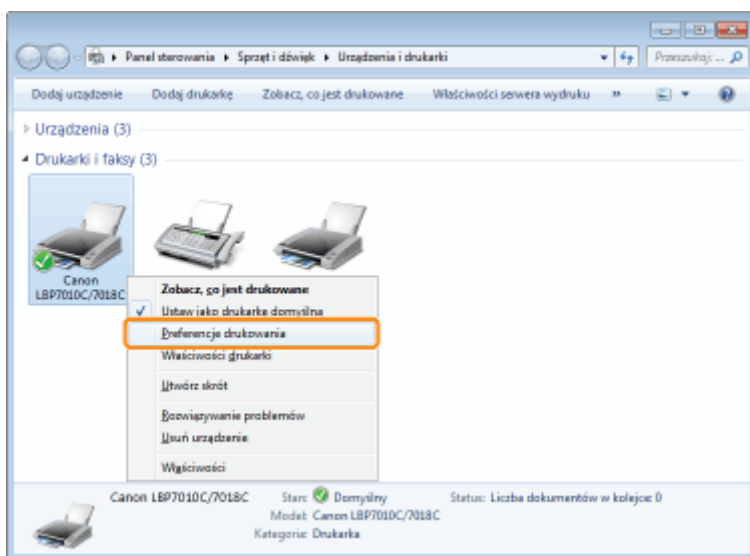 Panel sterowania Sprzęt i dźwięk Urządzenia i drukarki Przeszukaj: ...
Dodaj urządzenie Dodaj drukarkę Zobacz, co jest drukowane Właściwości serwera wydruku »
Urządzenia (3)
Drukarki i faksy (3)
Canon
LBP7010C/7018C
Zobacz, co jest drukowane
Ustaw jako drukarkę domyślną
Preferencje drukowania
Właściwości drukarki
Utwórz skrót
Rozwiązywanie problemów
Usuń urządzenie
Właściwości
Canon LBP7010C/7018C Stan: Domyślny Status: Liczba dokumentów w kolejce: 0
Model: Canon LBP7010C/7018C
Kategoria: Drukarka